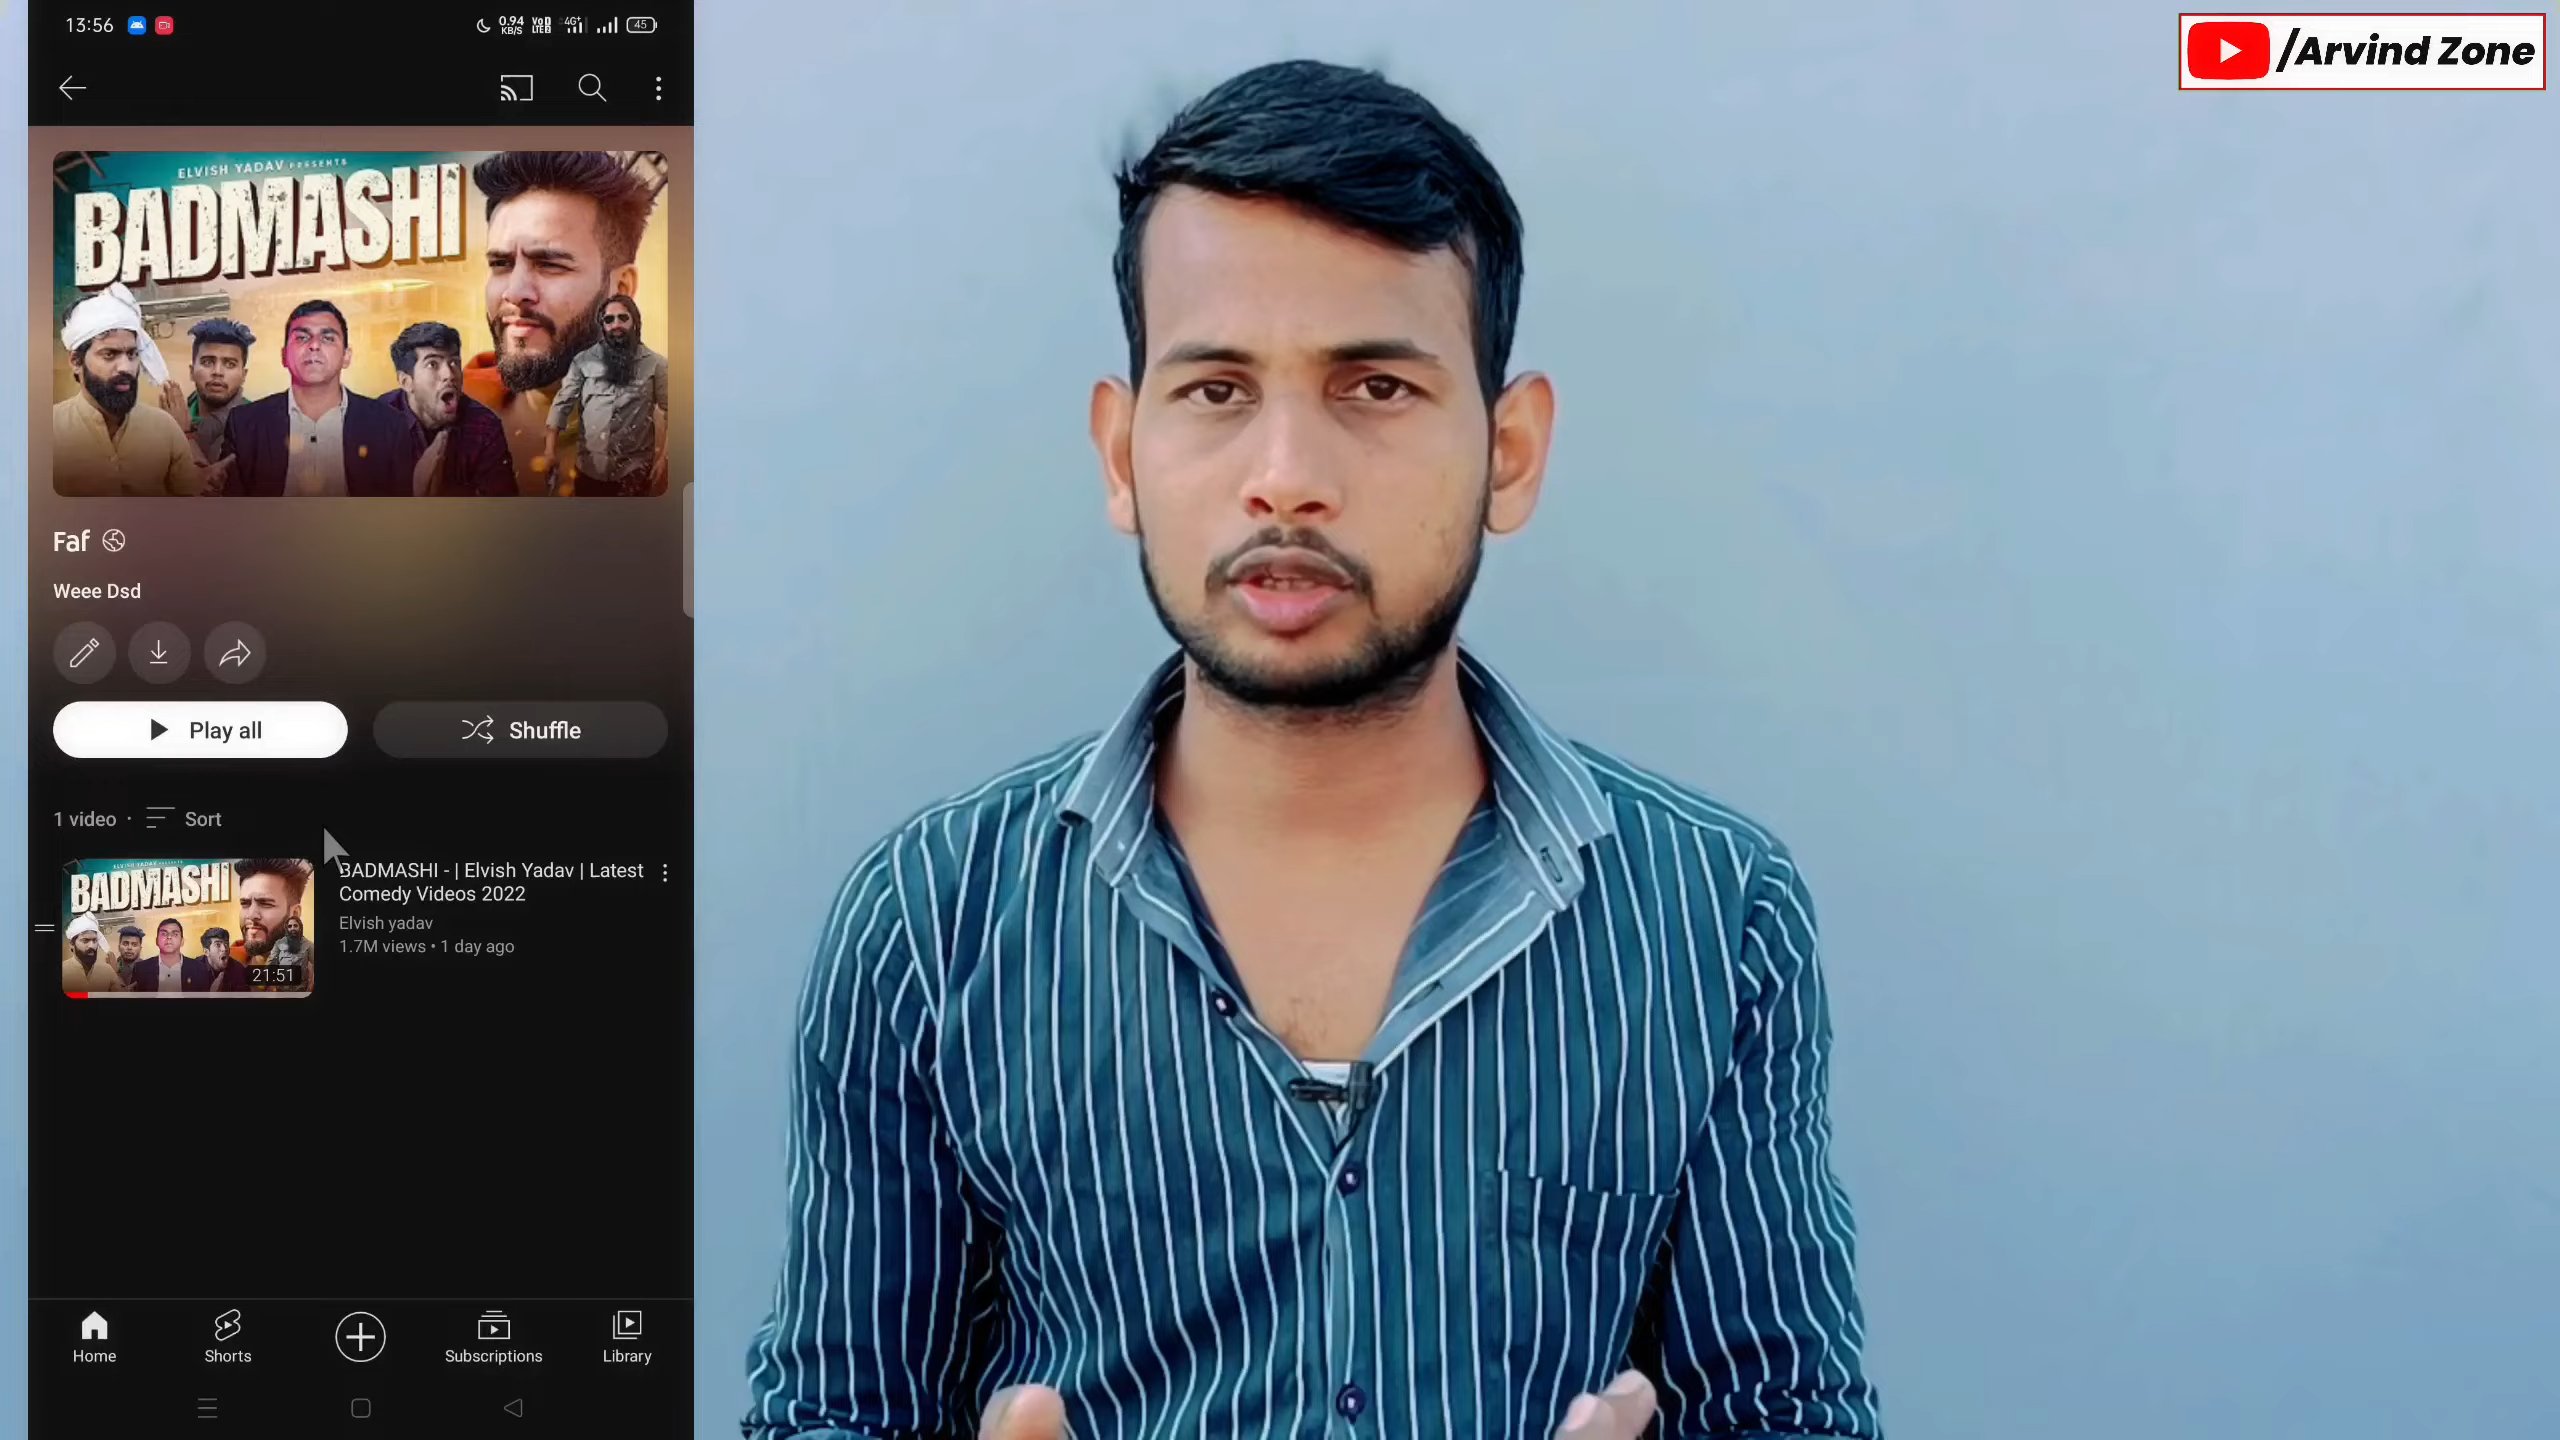 13:56
0.94
KB/S
4G+
45
/Arvind Zone
ELVISH YADAV PRESENTS
BADMASHI
Faf
Weee Dsd
Play all
Shuffle
1 video · Sort
BADMASHI
21:51
BADMASHI - | Elvish Yadav | Latest
Comedy Videos 2022
Elvish yadav
1.7M views • 1 day ago
Home
Shorts
Subscriptions
Library